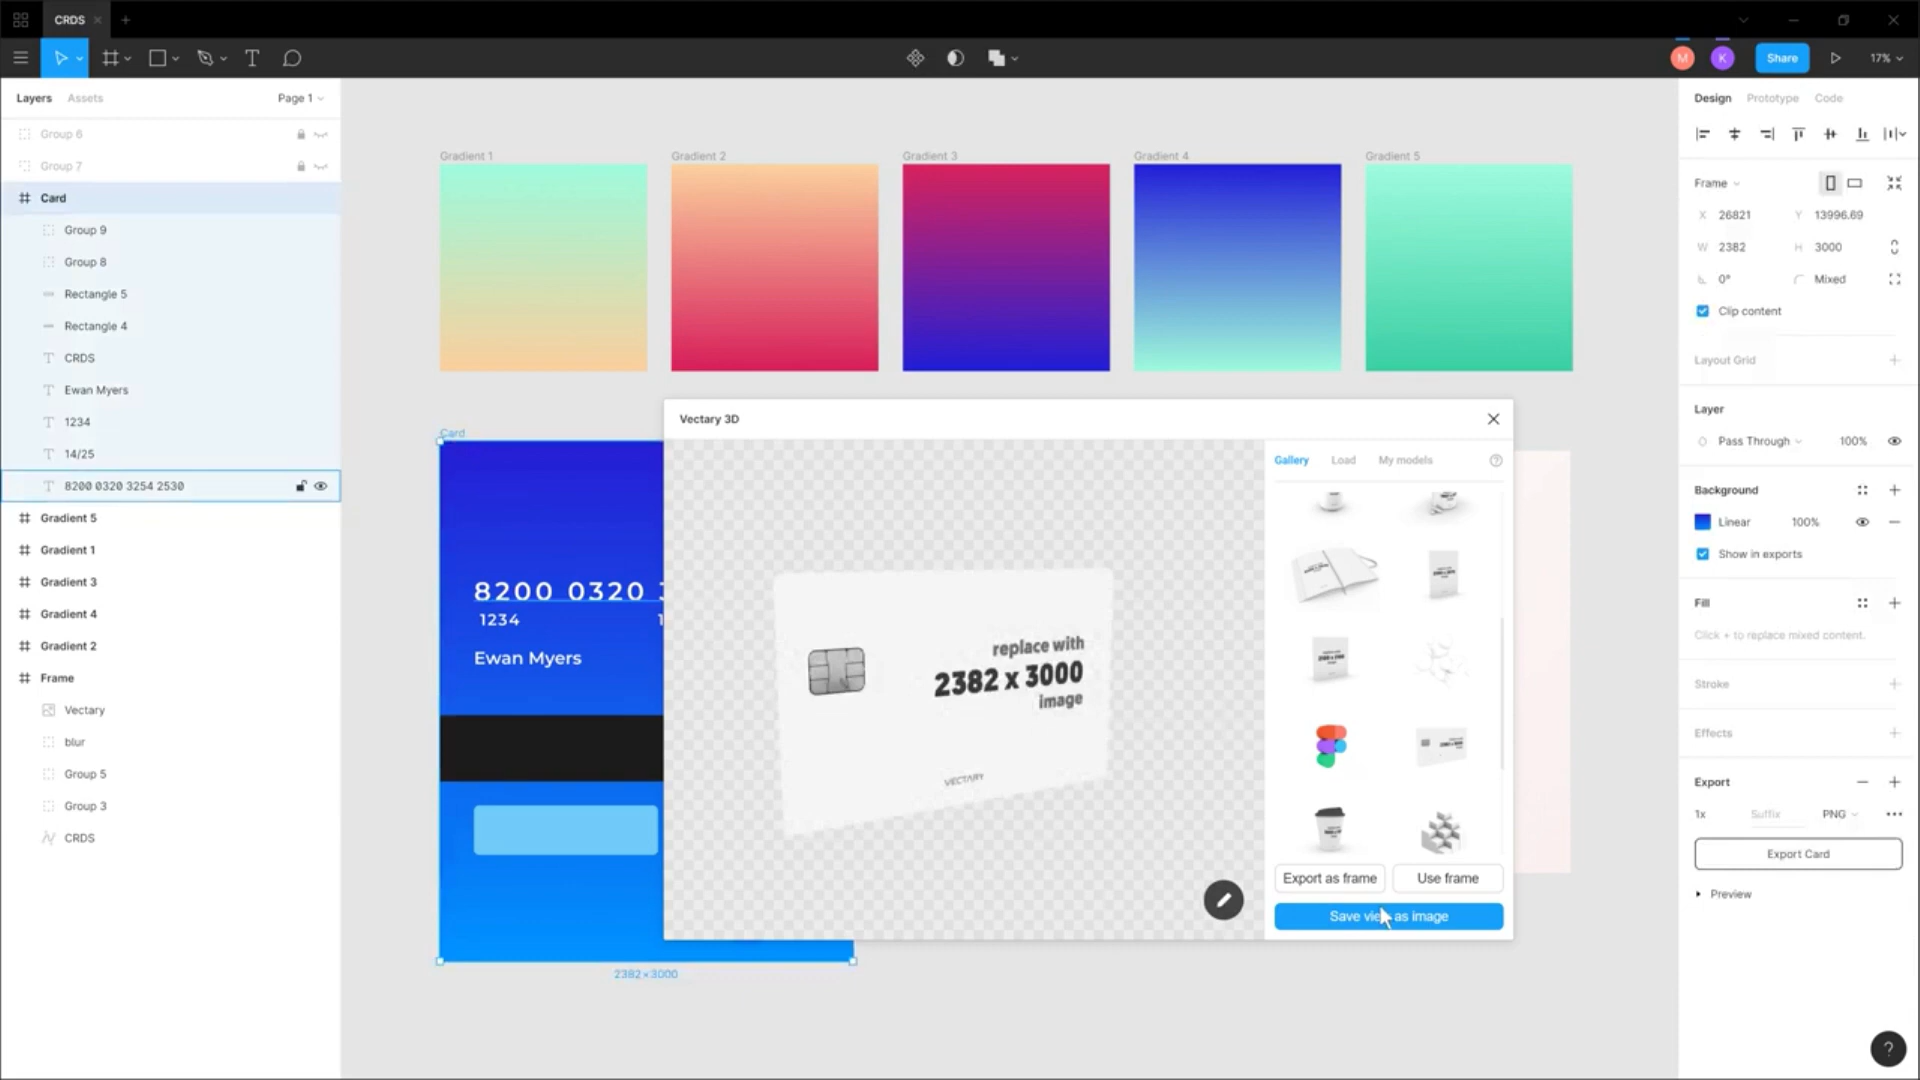 CRDS
M
K
Share
17%
Layers
Assets
Page 1
Group 6
Group 7
Card
Group 9
Group 8
Rectangle 5
Rectangle 4
CRDS
Ewan Myers
1234
14/25
8200 0320 3254 2530
Gradient 5
Gradient 1
Gradient 3
Gradient 4
Gradient 2
Frame
Vectary
blur
Group 5
Group 3
CRDS
Gradient 1
Gradient 2
Gradient 3
Gradient 4
Gradient 5
Card
8200 0320
1234
Ewan Myers
2382 × 3000
Vectary 3D
replace with
2382 x 3000
image
VECTARY
Gallery
Load
My models
Export as frame
Use frame
Save view as image
Design
Prototype
Code
Frame
X 26821
Y 13996.69
W 2382
H 3000
0°
Mixed
Clip content
Layout Grid
Layer
Pass Through
100%
Background
Linear
100%
Show in exports
Fill
Click + to replace mixed content.
Stroke
Effects
Export
1x
Suffix
PNG
Export Card
Preview
?